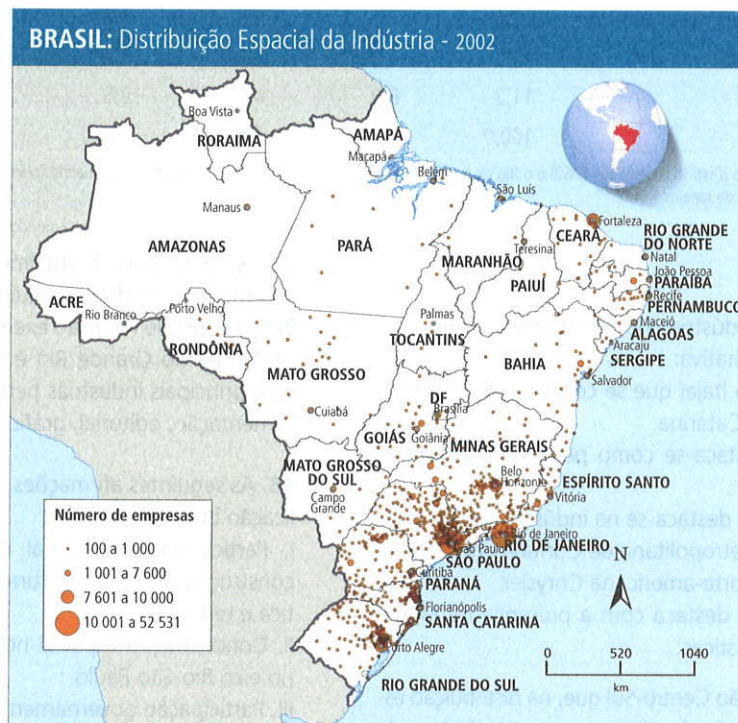 BRASIL: Distribuição Espacial da Indústria - 2002
Boa Vista
RORAIMA
AMAPÁ
Macapá
Belém
São Luís
Manaus
Fortaleza
CEARÁ
RIO GRANDE
DO NORTE
AMAZONAS
PARÁ
MARANHÃO
Teresina
Natal
João Pessoa
PARAÍBA
PAIUÍ
Recife
PERNAMBUCO
ACRE
Rio Branco
Porto Velho
Palmas
Maceió
ALAGOAS
TOCANTINS
Aracaju
SERGIPE
RONDÔNIA
BAHIA
MATO GROSSO
Salvador
DF
Cuiabá
Brasília
GOIÁS
Goiânia
MINAS GERAIS
MATO GROSSO
DO SUL
Belo
Horizonte
ESPÍRITO SANTO
Campo
Grande
Vitória
Número de empresas
100 a 1 000
1 001 a 7 600
7 601 a 10 000
10 001 a 52 531
Rio de Janeiro
RIO DE JANEIRO
São Paulo
SÃO PAULO
N
Curitiba
PARANÁ
Florianópolis
SANTA CATARINA
Porto Alegre
0 520 1040
km
RIO GRANDE DO SUL